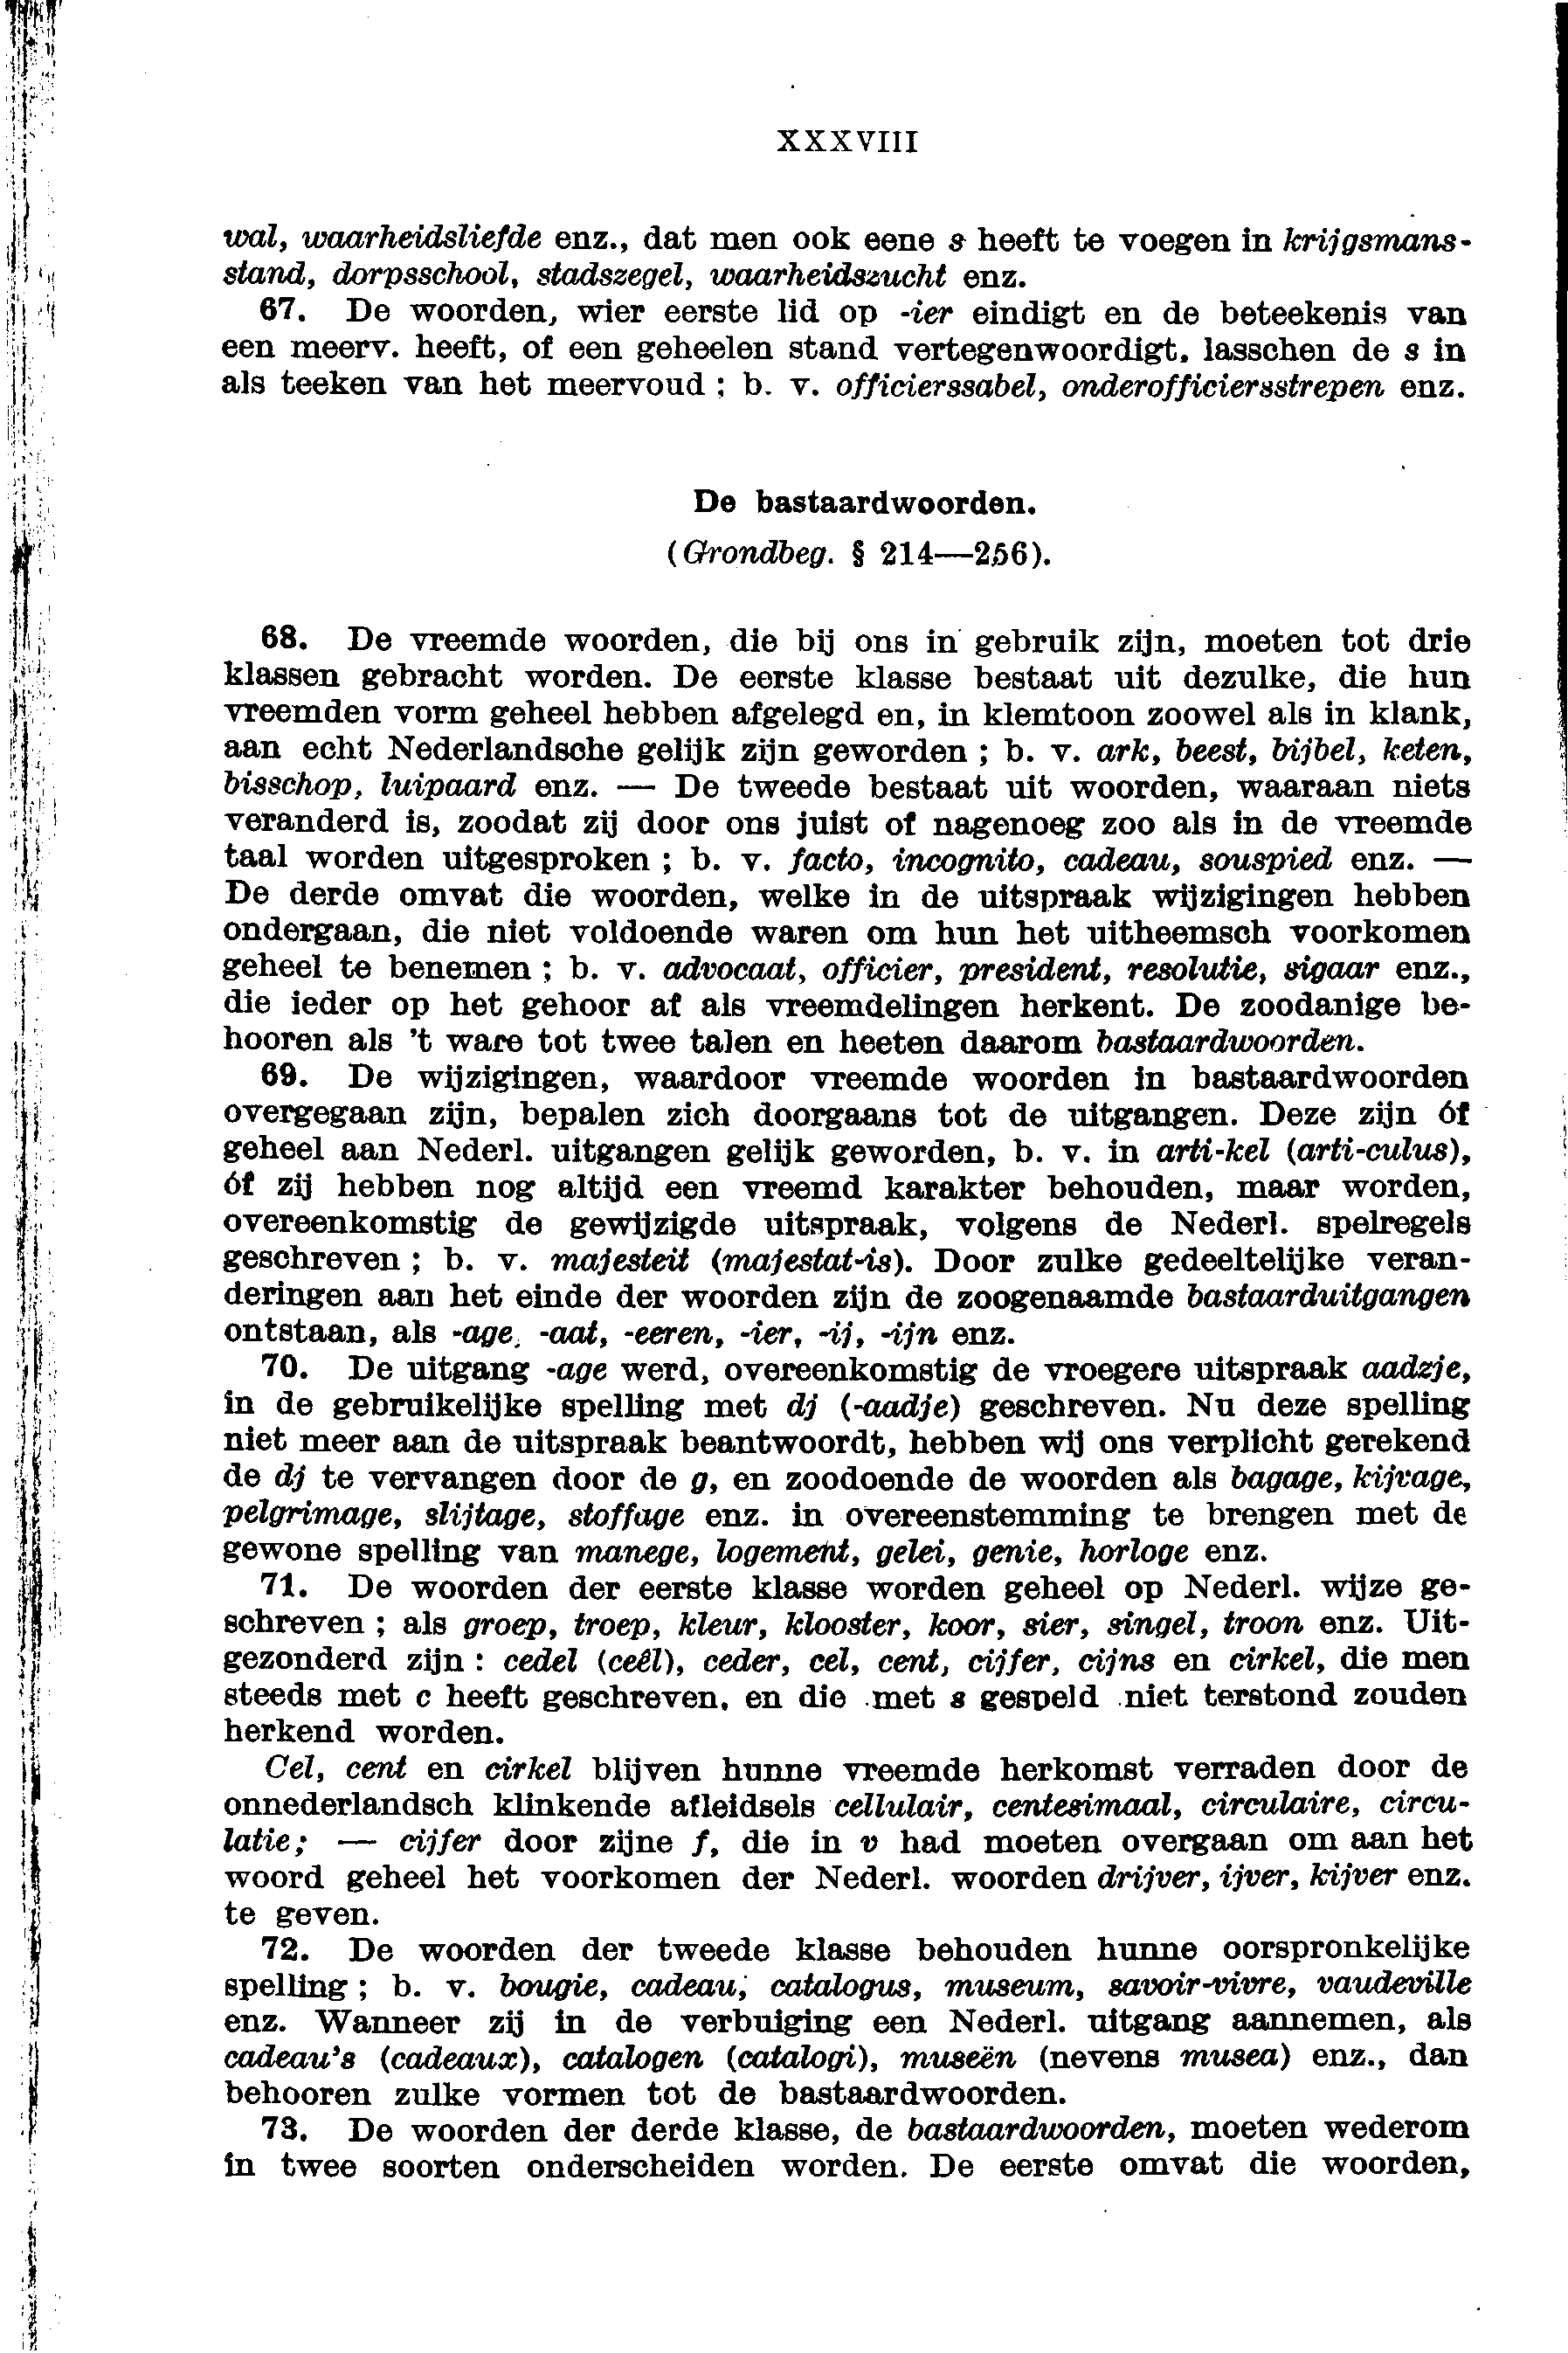 XXXVIII
wal, waarheidsliefde enz., dat men ook eene s heeft te voegen in krijgsmans-
stand, dorpsschool, stadszegel, waarheidszucht enz.
67. De woorden, wier eerste lid op -ier eindigt en de beteekenis van
een meerv. heeft, of een geheelen stand vertegenwoordigt, lasschen de s in
als teeken van het meervoud ; b. v. officierssabel, onderofficiersstrepen enz.
De bastaardwoorden.
(Grondbeg. § 214—256).
68. De vreemde woorden, die bij ons in gebruik zijn, moeten tot drie
klassen gebracht worden. De eerste klasse bestaat uit dezulke, die hun
vreemden vorm geheel hebben afgelegd en, in klemtoon zoowel als in klank,
aan echt Nederlandsche gelijk zijn geworden ; b. v. ark, beest, bijbel, keten,
bisschop, luipaard enz. — De tweede bestaat uit woorden, waaraan niets
veranderd is, zoodat zij door ons juist of nagenoeg zoo als in de vreemde
taal worden uitgesproken ; b. v. facto, incognito, cadeau, souspied enz. —
De derde omvat die woorden, welke in de uitspraak wijzigingen hebben
ondergaan, die niet voldoende waren om hun het uitheemsch voorkomen
geheel te benemen ; b. v. advocaat, officier, president, resolutie, sigaar enz.,
die ieder op het gehoor af als vreemdelingen herkent. De zoodanige be-
hooren als 't ware tot twee talen en heeten daarom bastaardwoorden.
69. De wijzigingen, waardoor vreemde woorden in bastaardwoorden
overgegaan zijn, bepalen zich doorgaans tot de uitgangen. Deze zijn óf
geheel aan Nederl. uitgangen gelijk geworden, b. v. in arti-kel (arti-culus),
óf zij hebben nog altijd een vreemd karakter behouden, maar worden,
overeenkomstig de gewijzigde uitspraak, volgens de Nederl. spelregels
geschreven ; b. v. majesteit (majestat-is). Door zulke gedeeltelijke veran-
deringen aan het einde der woorden zijn de zoogenaamde bastaarduitgangen
ontstaan, als -age, -aat, -eeren, -ier, -ij, -ijn enz.
70. De uitgang -age werd, overeenkomstig de vroegere uitspraak aadzje,
in de gebruikelijke spelling met dj (-aadje) geschreven. Nu deze spelling
niet meer aan de uitspraak beantwoordt, hebben wij ons verplicht gerekend
de dj te vervangen door de g, en zoodoende de woorden als bagage, kijvage,
pelgrimage, slijtage, stoffage enz. in overeenstemming te brengen met de
gewone spelling van manege, logement, gelei, genie, horloge enz.
71. De woorden der eerste klasse worden geheel op Nederl. wijze ge-
schreven ; als groep, troep, kleur, klooster, koor, sier, singel, troon enz. Uit-
gezonderd zijn : cedel (ceêl), ceder, cel, cent, cijfer, cijns en cirkel, die men
steeds met c heeft geschreven, en die met s gespeld niet terstond zouden
herkend worden.
Cel, cent en cirkel blijven hunne vreemde herkomst verraden door de
onnederlandsch klinkende afleidsels cellulair, centesimaal, circulaire, circu-
latie; — cijfer door zijne f, die in v had moeten overgaan om aan het
woord geheel het voorkomen der Nederl. woorden drijver, ijver, kijver enz.
te geven.
72. De woorden der tweede klasse behouden hunne oorspronkelijke
spelling ; b. v. bougie, cadeau, catalogus, museum, savoir-vivre, vaudeville
enz. Wanneer zij in de verbuiging een Nederl. uitgang aannemen, als
cadeau's (cadeaux), catalogen (catalogi), museën (nevens musea) enz., dan
behooren zulke vormen tot de bastaardwoorden.
73. De woorden der derde klasse, de bastaardwoorden, moeten wederom
in twee soorten onderscheiden worden. De eerste omvat die woorden,